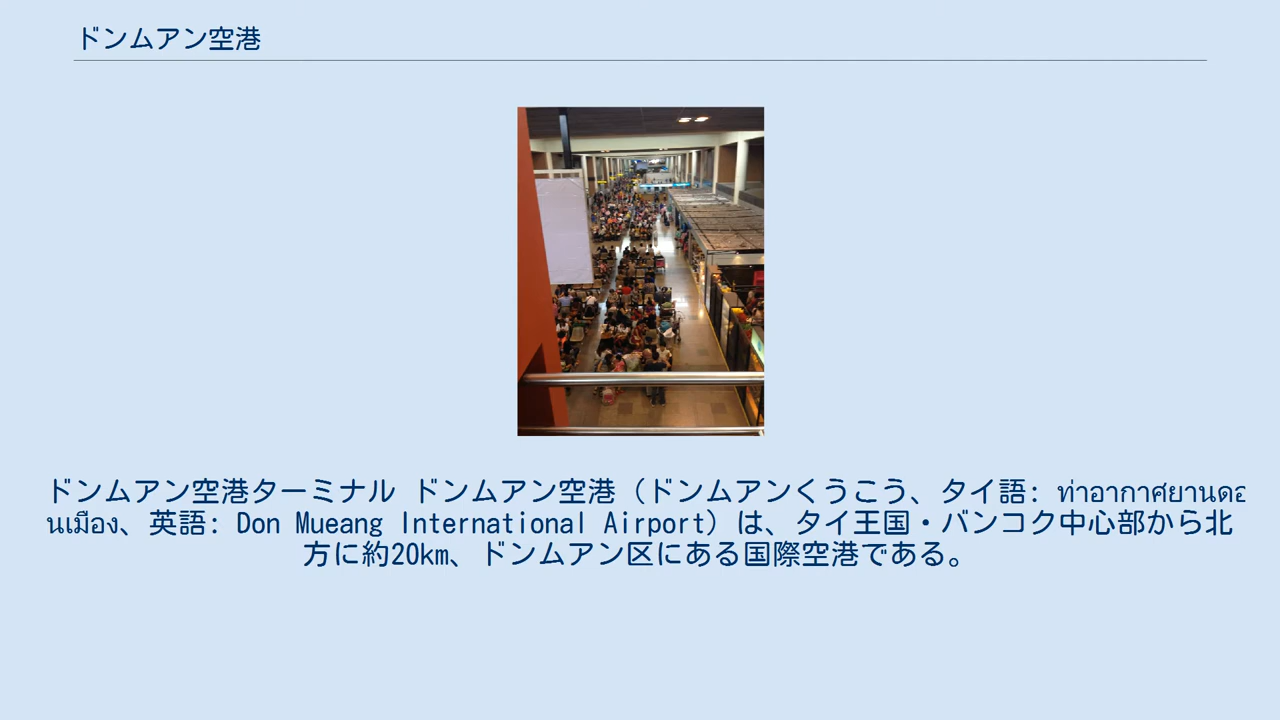 ドンムアン空港
ドンムアン空港ターミナル ドンムアン空港（ドンムアンくうこう、タイ語: ท่าอากาศยานดอ
นเมือง、英語: Don Mueang International Airport）は、タイ王国・バンコク中心部から北
方に約20km、ドンムアン区にある国際空港である。